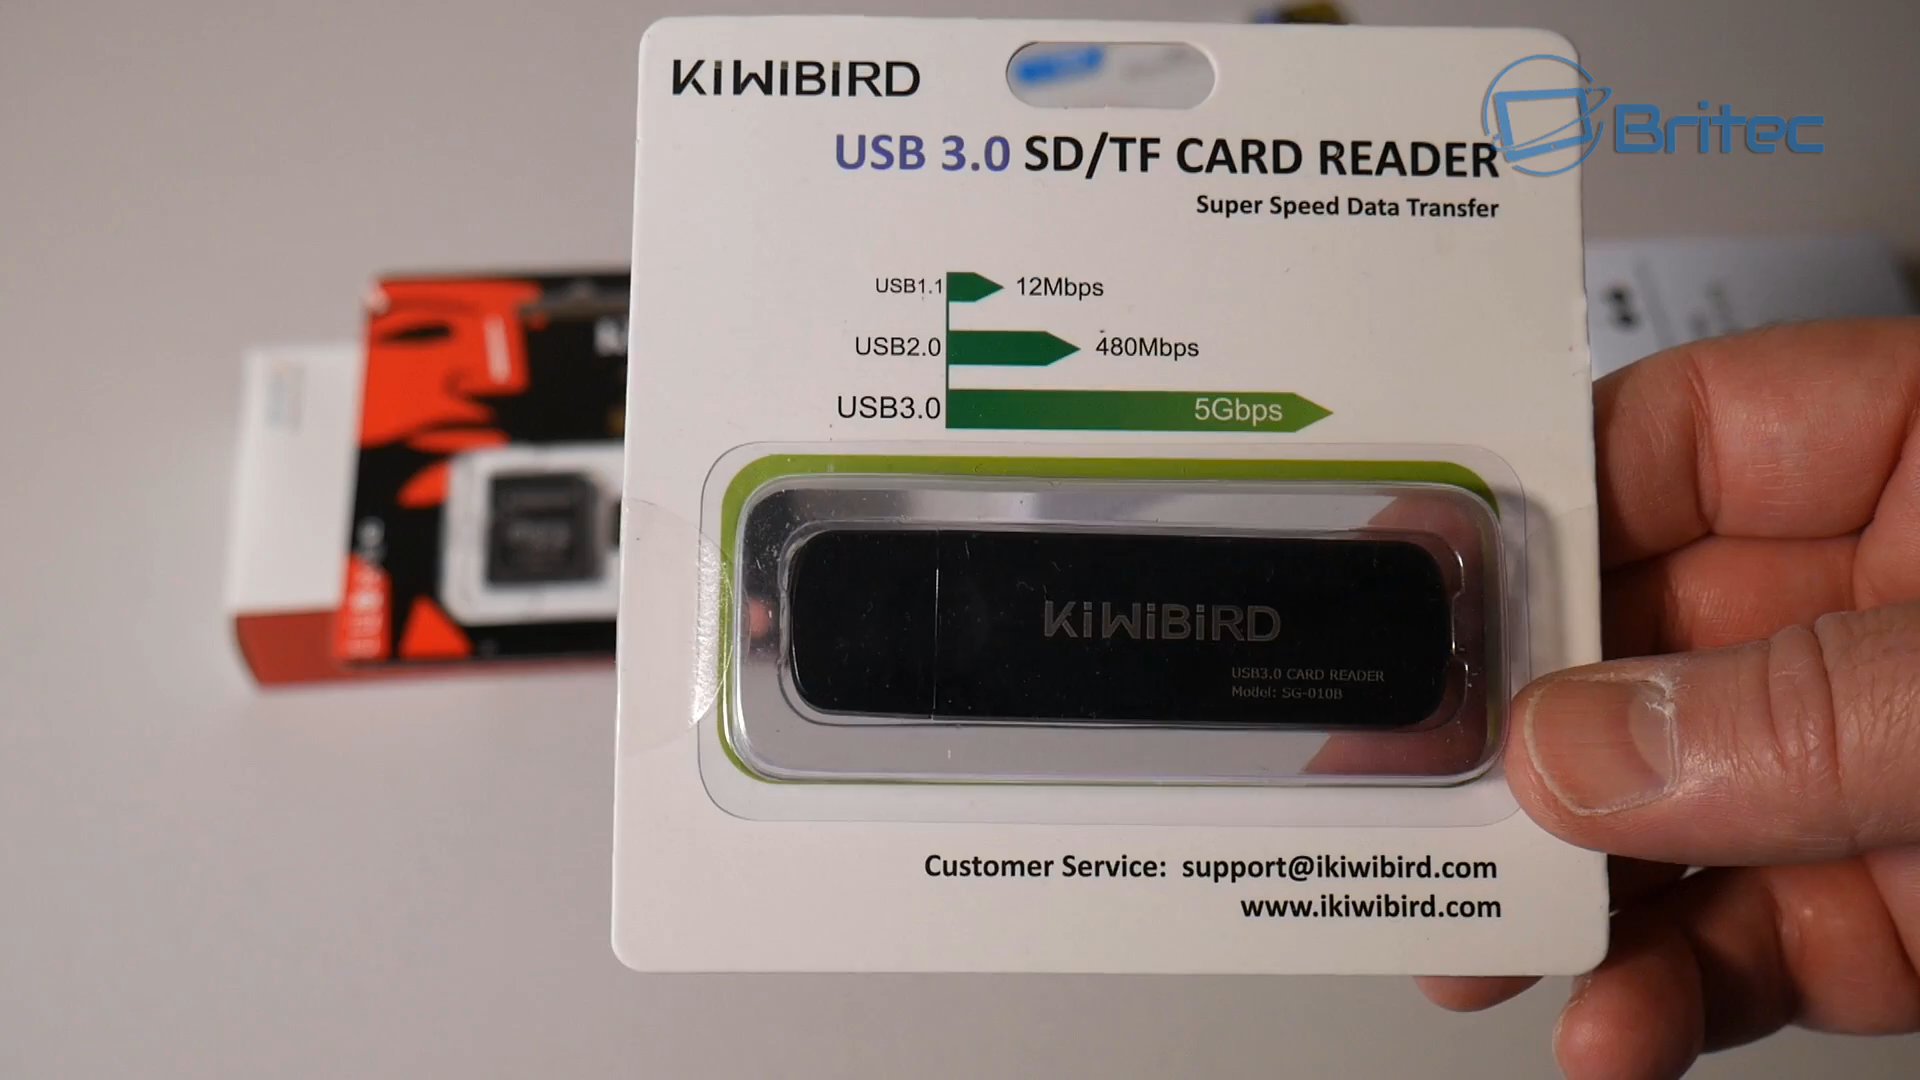 KiWiBiRD
Britec
USB 3.0 SD/TF CARD READER
Super Speed Data Transfer
USB1.1 12Mbps
USB2.0 480Mbps
USB3.0 5Gbps
KiWiBiRD
USB3.0 CARD READER
Model: SG-010B
Customer Service: support@ikiwibird.com
www.ikiwibird.com